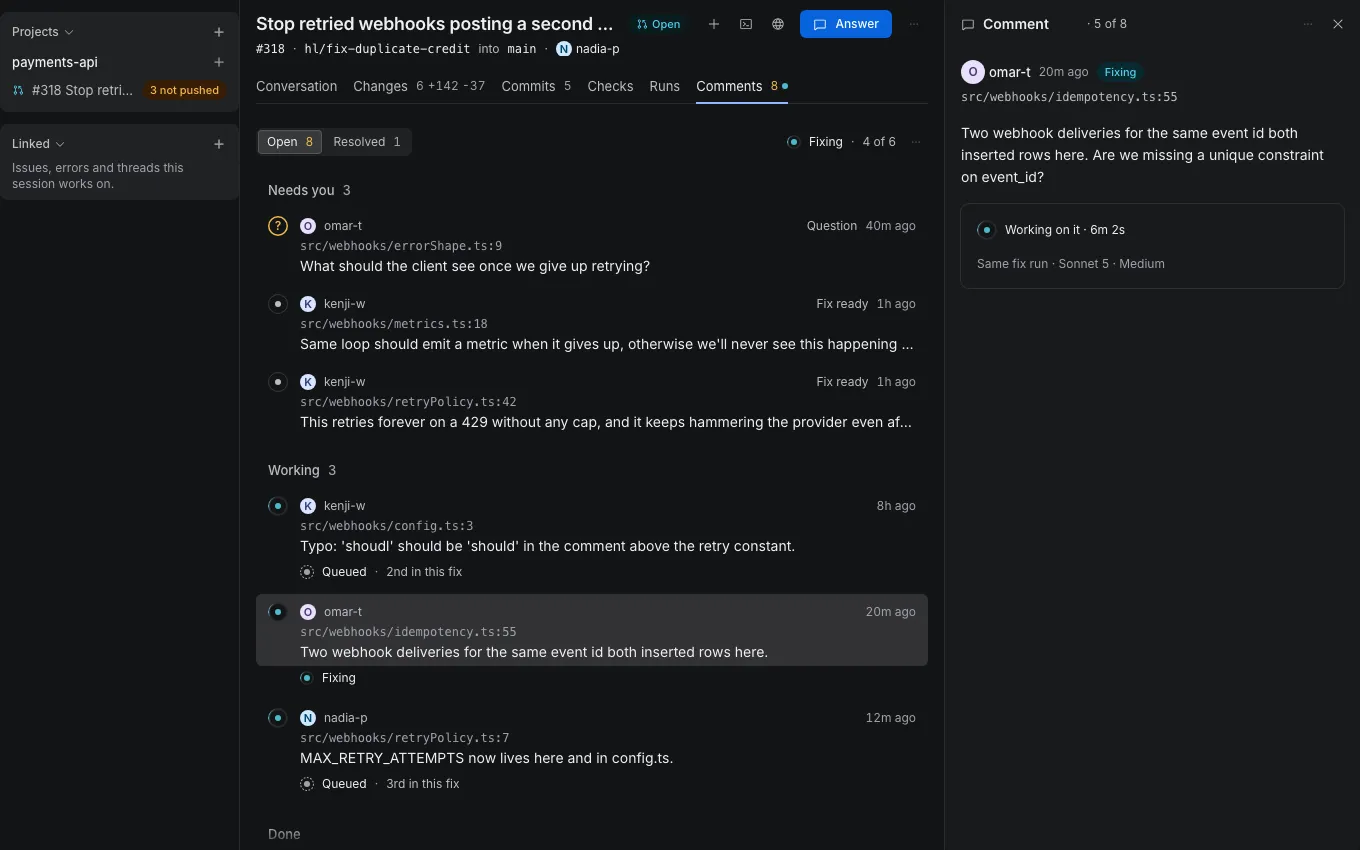 Projects
payments-api
#318 Stop retri... 3 not pushed
Linked
Issues, errors and threads this
session works on.
Stop retried webhooks posting a second ... Open Answer
#318 · hl/fix-duplicate-credit into main · N nadia-p
Conversation Changes 6 +142 -37 Commits 5 Checks Runs Comments 8
Open 8 Resolved 1 Fixing · 4 of 6
Needs you 3
? O omar-t Question 40m ago
src/webhooks/errorShape.ts:9
What should the client see once we give up retrying?
K kenji-w Fix ready 1h ago
src/webhooks/metrics.ts:18
Same loop should emit a metric when it gives up, otherwise we'll never see this happening ...
K kenji-w Fix ready 1h ago
src/webhooks/retryPolicy.ts:42
This retries forever on a 429 without any cap, and it keeps hammering the provider even af...
Working 3
K kenji-w 8h ago
src/webhooks/config.ts:3
Typo: 'shoudl' should be 'should' in the comment above the retry constant.
Queued · 2nd in this fix
O omar-t 20m ago
src/webhooks/idempotency.ts:55
Two webhook deliveries for the same event id both inserted rows here.
Fixing
N nadia-p 12m ago
src/webhooks/retryPolicy.ts:7
MAX_RETRY_ATTEMPTS now lives here and in config.ts.
Queued · 3rd in this fix
Done
Comment · 5 of 8
O omar-t 20m ago Fixing
src/webhooks/idempotency.ts:55
Two webhook deliveries for the same event id both
inserted rows here. Are we missing a unique constraint
on event_id?
Working on it · 6m 2s
Same fix run · Sonnet 5 · Medium